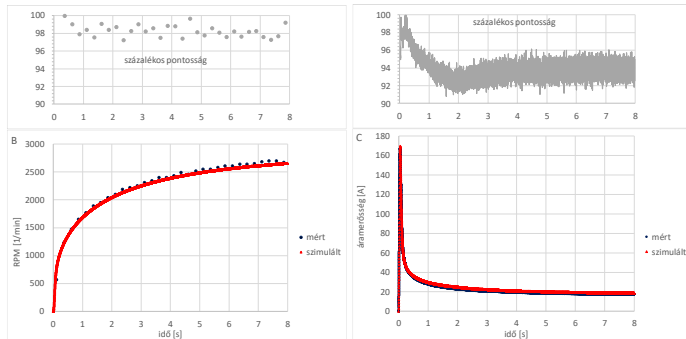 100
98
96
94
92
90
százalékos pontosság
0 1 2 3 4 5 6 7 8
B
3000
2500
2000
1500
1000
500
0
RPM [1/min]
0 1 2 3 4 5 6 7 8
idő [s]
mért
szimulált
100
98
96
94
92
90
százalékos pontosság
0 1 2 3 4 5 6 7 8
C
180
160
140
120
100
80
60
40
20
0
áramerősség [A]
0 1 2 3 4 5 6 7 8
idő [s]
mért
szimulált